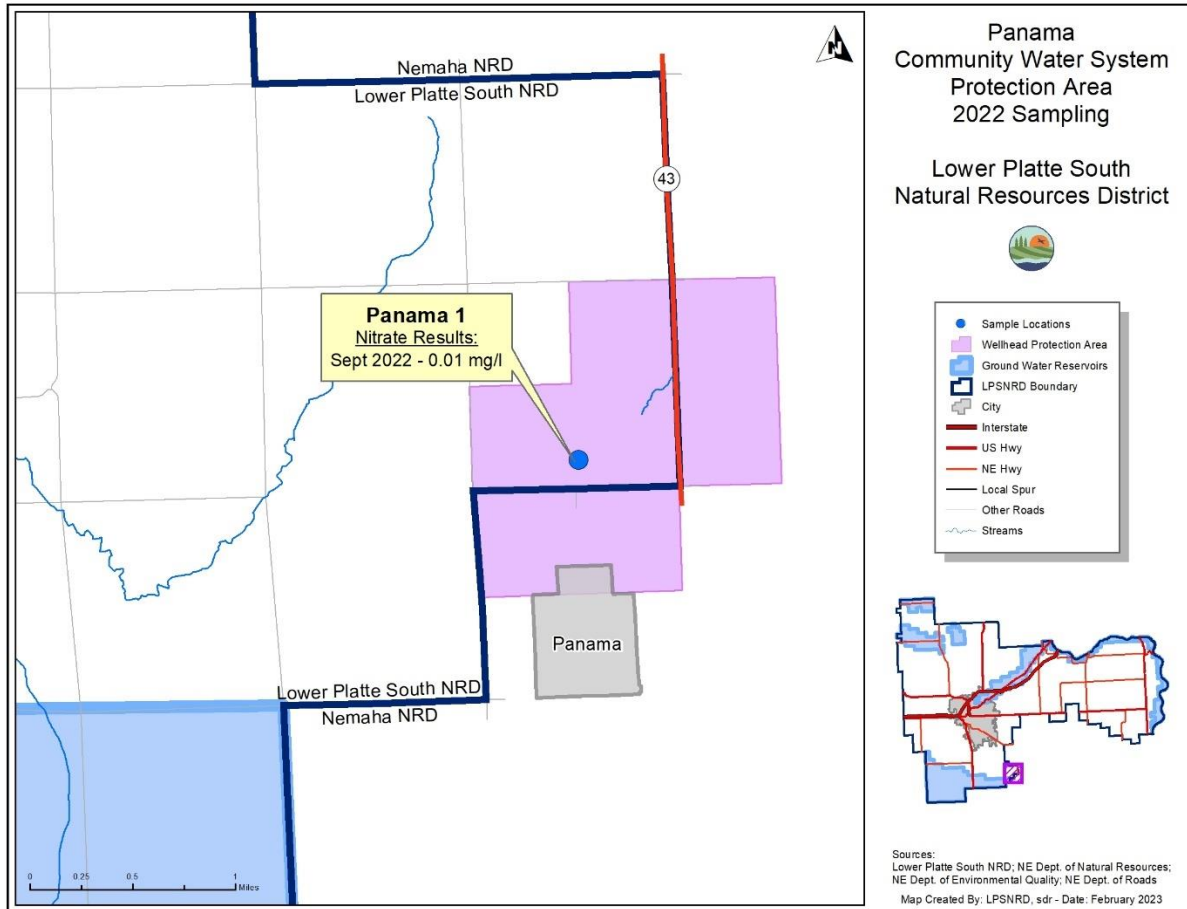 Nemaha NRD
Lower Platte South NRD
43
Panama 1
Nitrate Results:
Sept 2022 - 0.01 mg/l
Panama
Lower Platte South NRD
Nemaha NRD
0 0.25 0.5 1
Miles
N
Panama
Community Water System
Protection Area
2022 Sampling
Lower Platte South
Natural Resources District
Sample Locations
Wellhead Protection Area
Ground Water Reservoirs
LPSNRD Boundary
City
Interstate
US Hwy
NE Hwy
Local Spur
Other Roads
Streams
Sources:
Lower Platte South NRD; NE Dept. of Natural Resources;
NE Dept. of Environmental Quality; NE Dept. of Roads
Map Created By: LPSNRD, sdr - Date: February 2023